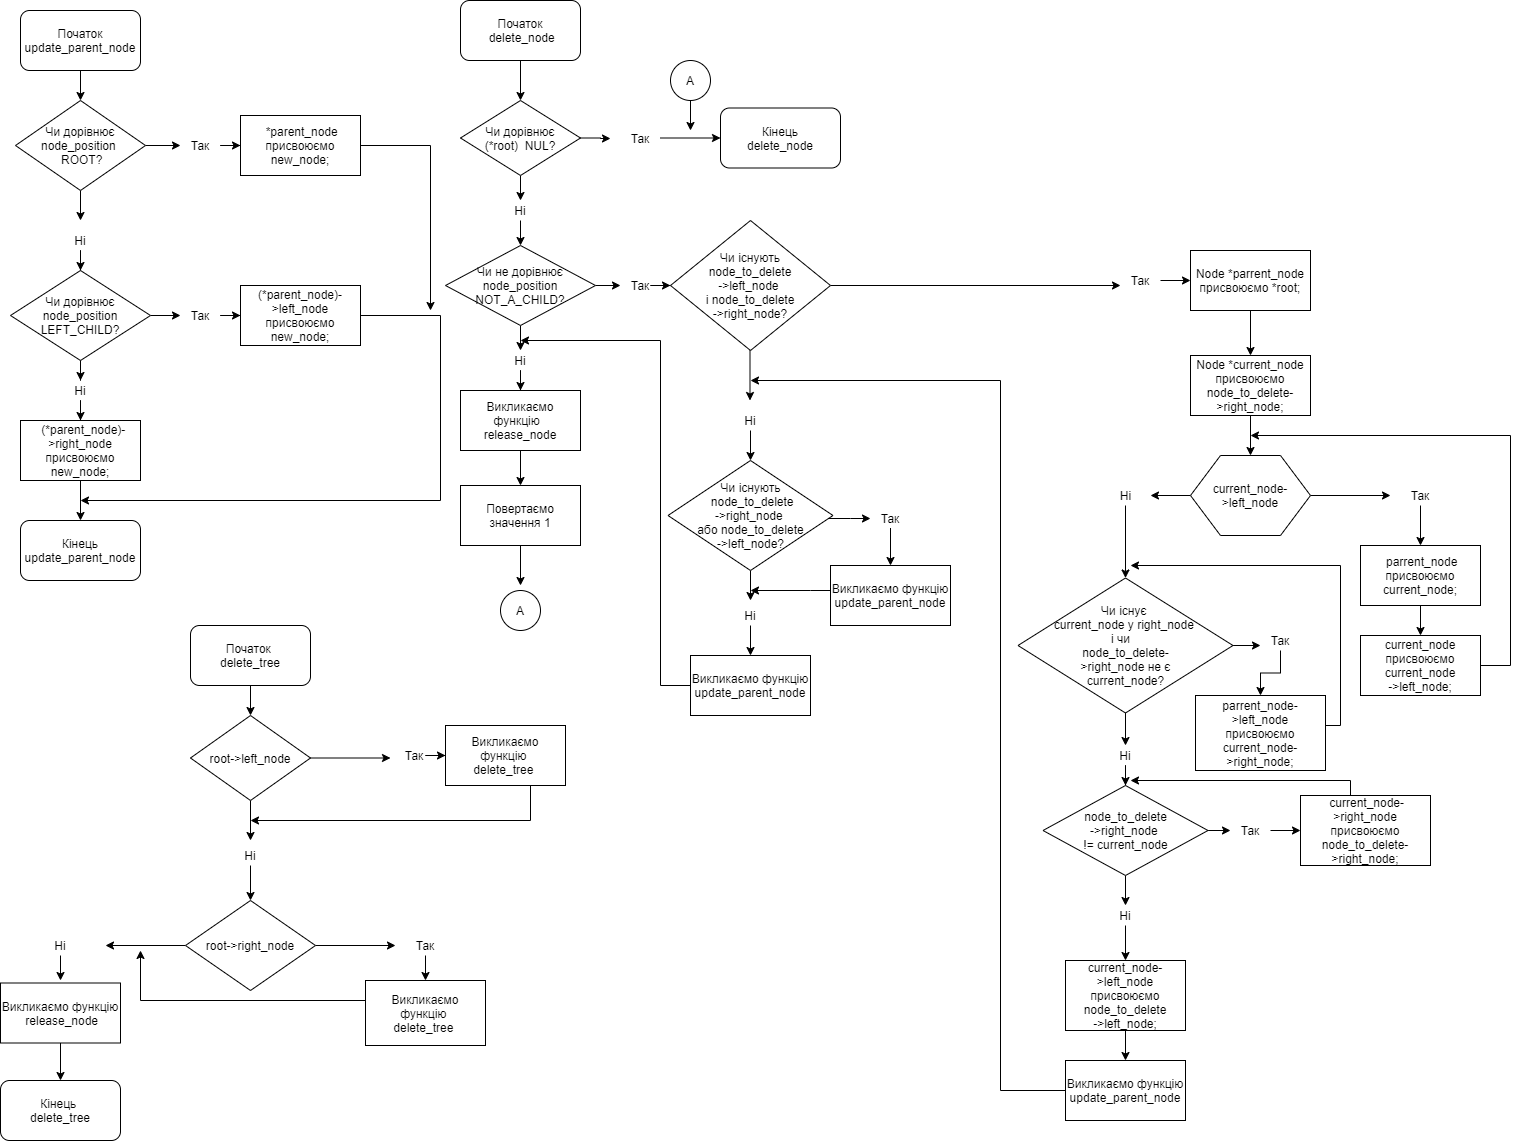 Початок
update_parent_node
Чи дорівнює
node_position
ROOT?
Так
*parent_node
присвоюємо
new_node;
Ні
Чи дорівнює
node_position
LEFT_CHILD?
Так
(*parent_node)-
>left_node
присвоюємо
new_node;
Ні
(*parent_node)-
>right_node
присвоюємо
new_node;
Кінець
update_parent_node
Початок
delete_node
Чи дорівнює
(*root) NUL?
Так
A
Кінець
delete_node
Ні
Чи не дорівнює
node_position
NOT_A_CHILD?
Так
Ні
Викликаємо
функцію
release_node
Повертаємо
значення 1
A
Чи існують
node_to_delete
->left_node
і node_to_delete
->right_node?
Так
Ні
Чи існують
node_to_delete
->right_node
або node_to_delete
->left_node?
Так
Викликаємо функцію
update_parent_node
Ні
Викликаємо функцію
update_parent_node
Node *parrent_node
присвоюємо *root;
Node *current_node
присвоюємо
node_to_delete-
>right_node;
current_node-
>left_node
Так
parrent_node
присвоюємо
current_node;
current_node
присвоюємо
current_node
->left_node;
Ні
Чи існує
current_node у right_node
і чи
node_to_delete-
>right_node не є
current_node?
Так
parrent_node-
>left_node
присвоюємо
current_node-
>right_node;
Ні
node_to_delete
->right_node
!= current_node
Так
current_node-
>right_node
присвоюємо
node_to_delete-
>right_node;
Ні
current_node-
>left_node
присвоюємо
node_to_delete
->left_node;
Викликаємо функцію
update_parent_node
Початок
delete_tree
root->left_node
Так
Викликаємо
функцію
delete_tree
Ні
root->right_node
Так
Викликаємо
функцію
delete_tree
Ні
Викликаємо функцію
release_node
Кінець
delete_tree